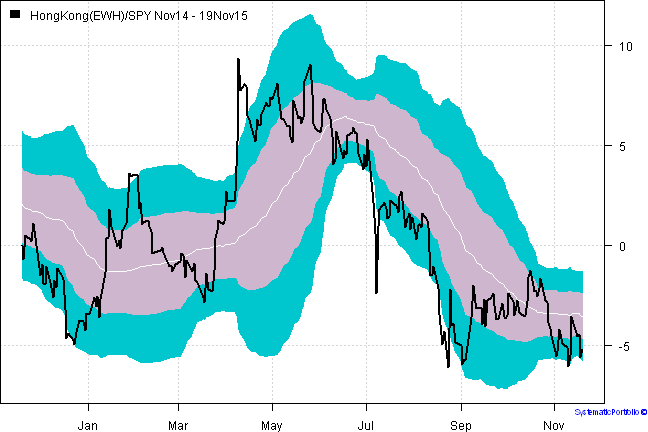 HongKong(EWH)/SPY Nov14 - 19Nov15
10
5
0
-5
Jan Mar May Jul Sep Nov
SystematicPortfolio ©